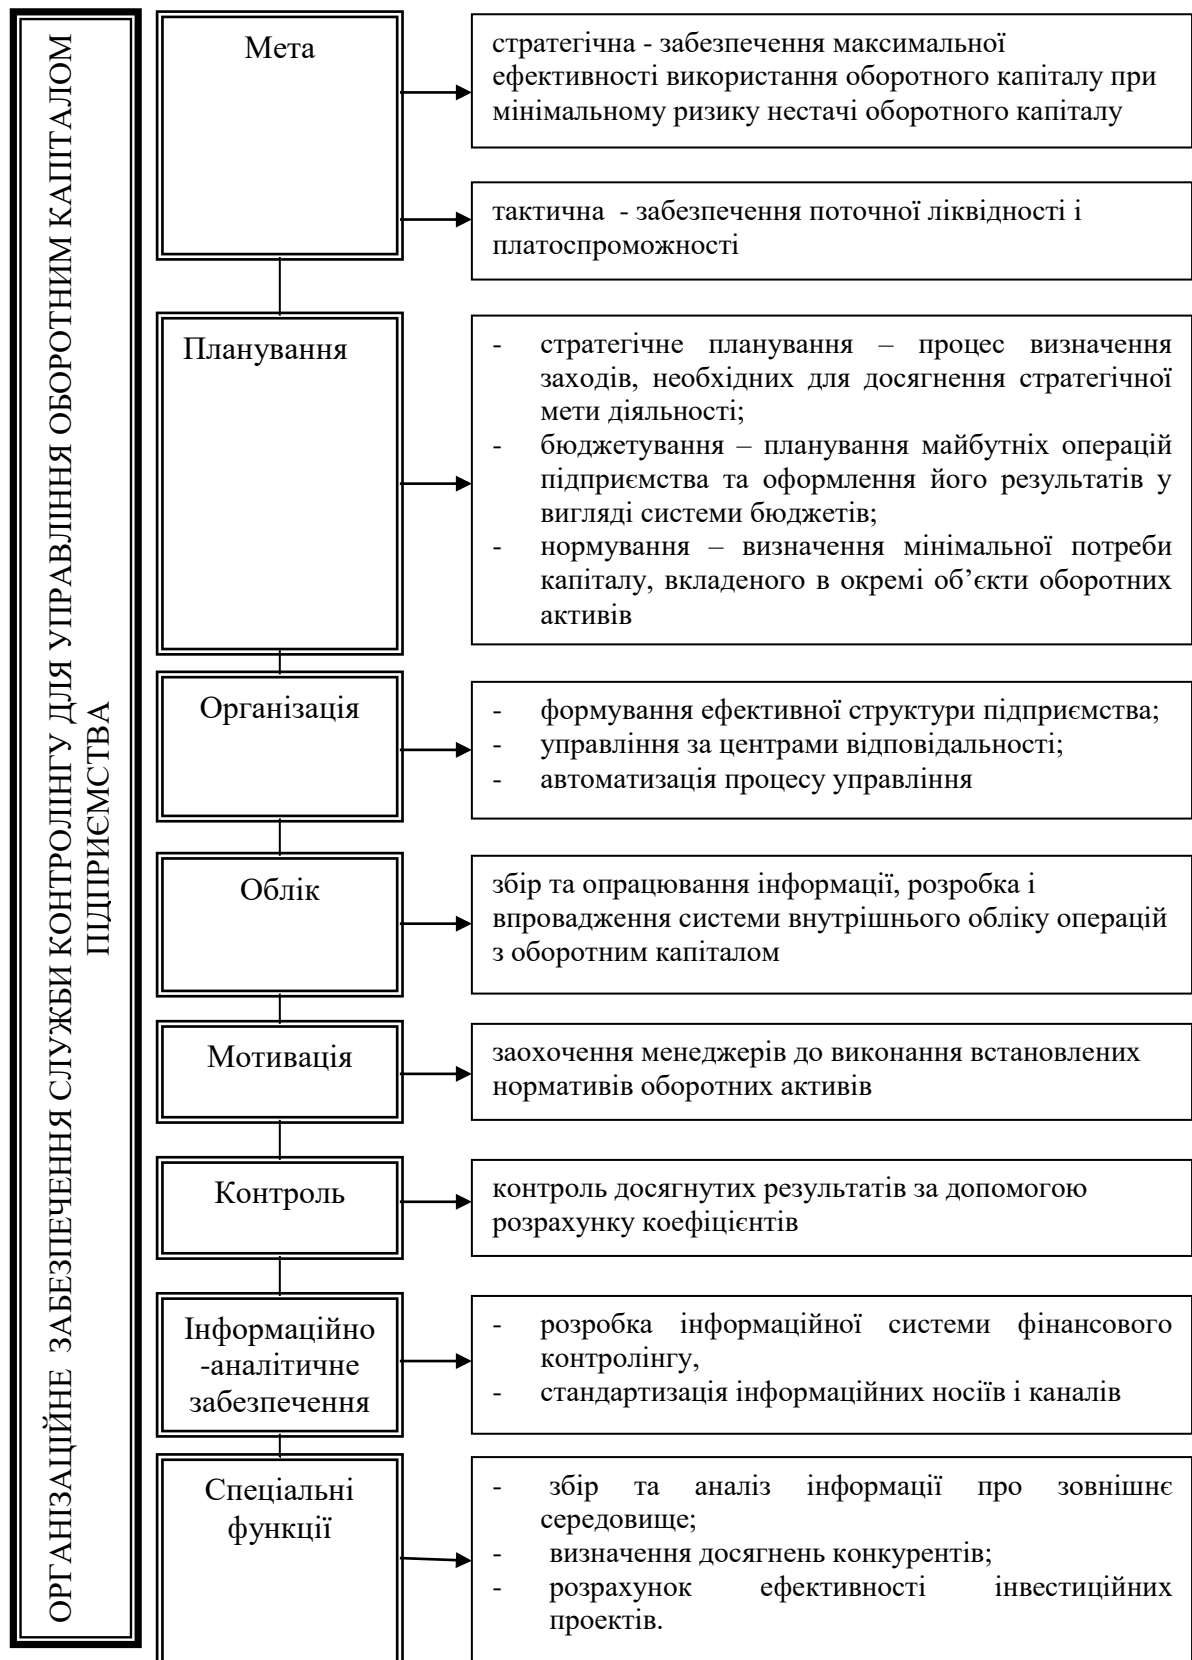 ОРГАНІЗАЦІЙНЕ ЗАБЕЗПЕЧЕННЯ СЛУЖБИ КОНТРОЛІНГУ ДЛЯ УПРАВЛІННЯ ОБОРОТНИМ КАПІТАЛОМ
ПІДПРИЄМСТВА
Мета
стратегічна - забезпечення максимальної
ефективності використання оборотного капіталу при
мінімальному ризику нестачі оборотного капіталу
тактична - забезпечення поточної ліквідності і
платоспроможності
Планування
- стратегічне планування – процес визначення
заходів, необхідних для досягнення стратегічної
мети діяльності;
- бюджетування – планування майбутніх операцій
підприємства та оформлення його результатів у
вигляді системи бюджетів;
- нормування – визначення мінімальної потреби
капіталу, вкладеного в окремі об’єкти оборотних
активів
Організація
- формування ефективної структури підприємства;
- управління за центрами відповідальності;
- автоматизація процесу управління
Облік
збір та опрацювання інформації, розробка і
впровадження системи внутрішнього обліку операцій
з оборотним капіталом
Мотивація
заохочення менеджерів до виконання встановлених
нормативів оборотних активів
Контроль
контроль досягнутих результатів за допомогою
розрахунку коефіцієнтів
Інформаційно
-аналітичне
забезпечення
- розробка інформаційної системи фінансового
контролінгу,
- стандартизація інформаційних носіїв і каналів
Спеціальні
функції
- збір та аналіз інформації про зовнішнє
середовище;
- визначення досягнень конкурентів;
- розрахунок ефективності інвестиційних
проектів.